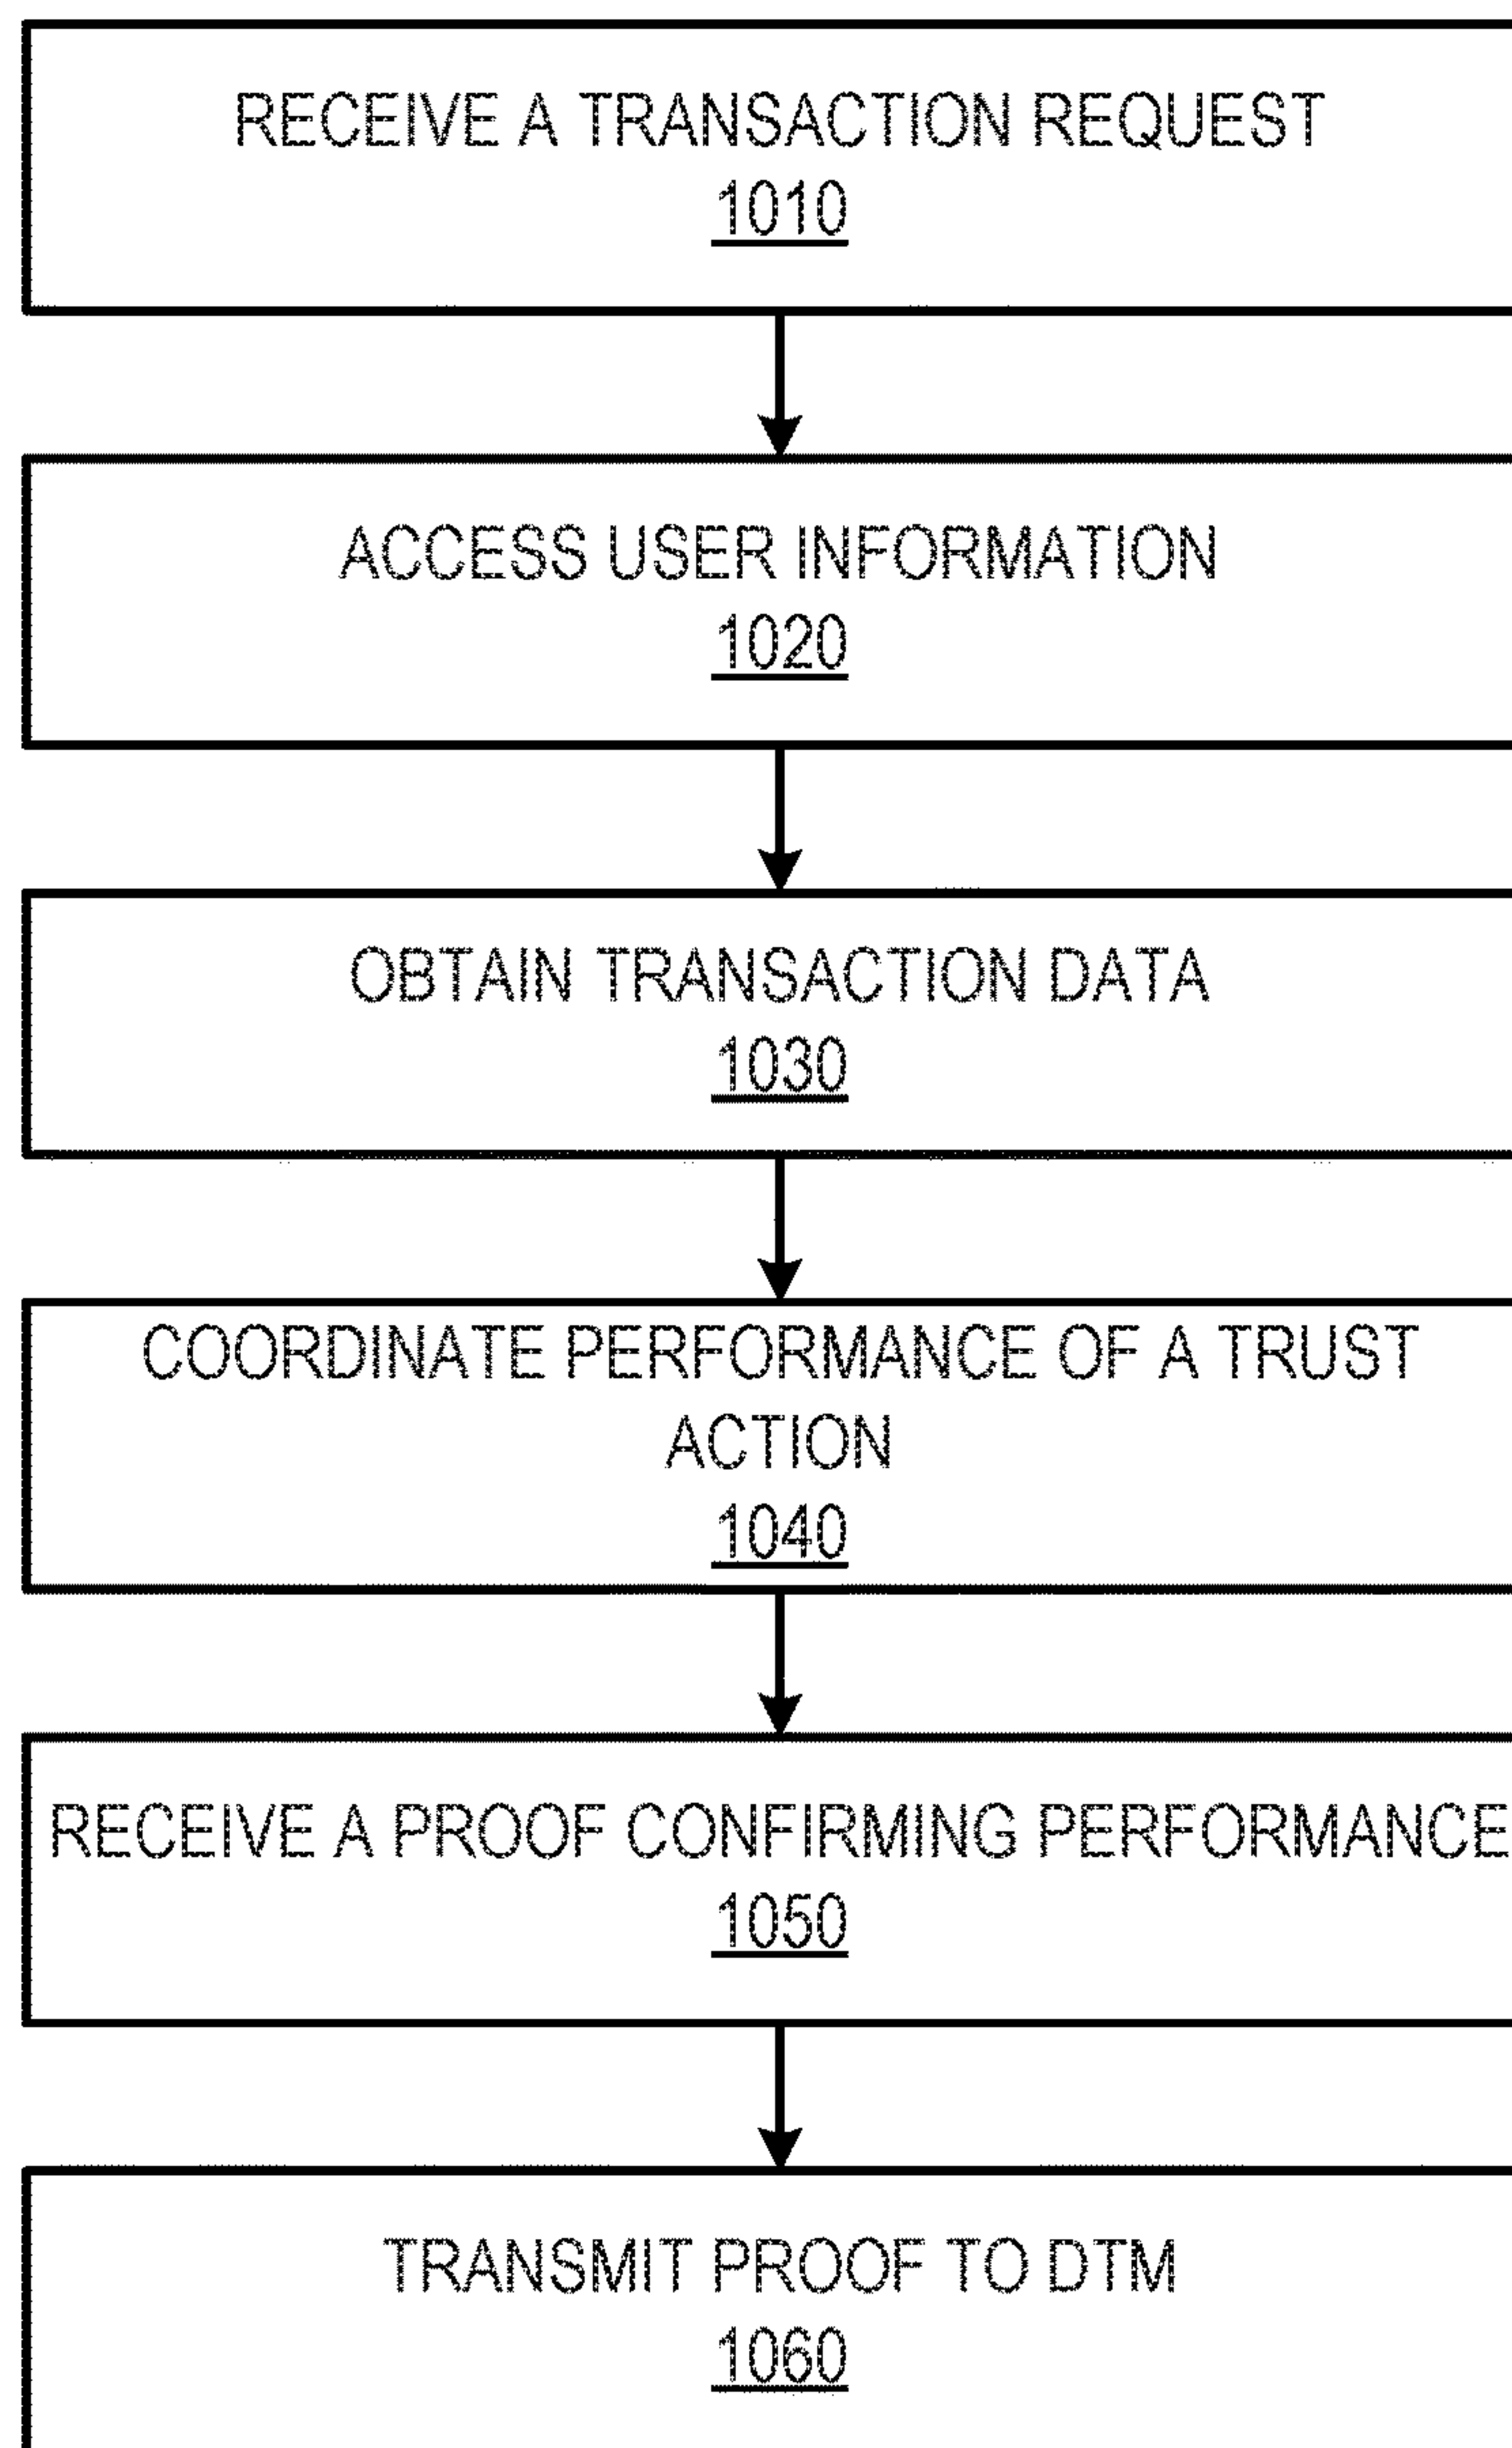 RECEIVE A TRANSACTION REQUEST
1010
ACCESS USER INFORMATION
1020
OBTAIN TRANSACTION DATA
1030
COORDINATE PERFORMANCE OF A TRUST
ACTION
1040
RECEIVE A PROOF CONFIRMING PERFORMANCE
1050
TRANSMIT PROOF TO DTM
1060